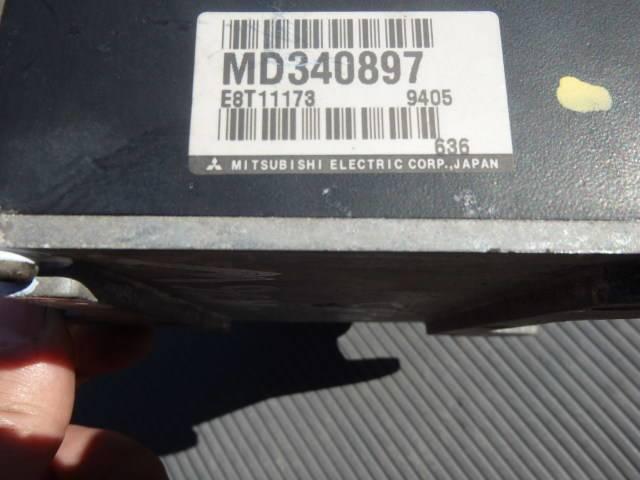 MD340897
E8T11173 9405
636
MITSUBISHI ELECTRIC CORP.,JAPAN